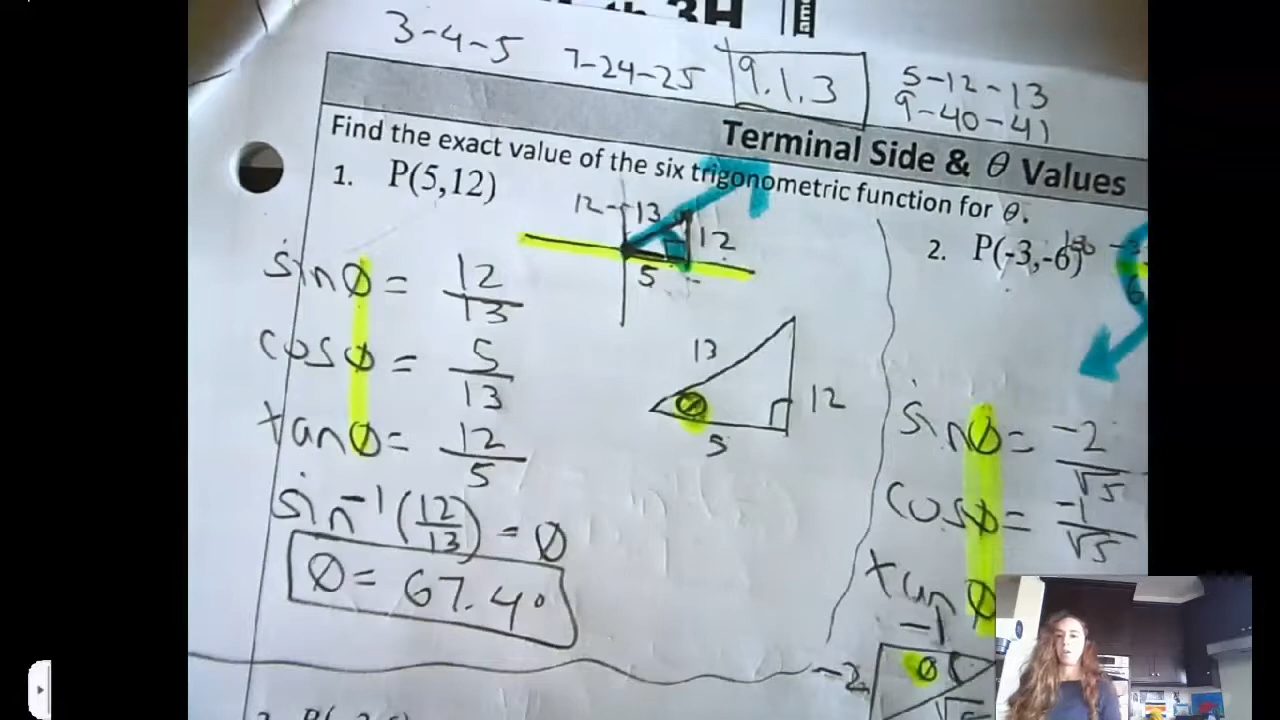 3H
3-4-5
7-24-25
9.1.3
5-12-13
9-40-41
Terminal Side & θ Values
Find the exact value of the six trigonometric function for θ.
1. P(5,12)
12
13
12
5
sin θ = 12/13
cos θ = 5/13
tan θ = 12/5
sin⁻¹(12/13) = θ
θ = 67.4°
13
θ
12
5
2. P(-3,-6)
6
sin θ = -2/√5
cos θ = -1/√5
tan θ
-1
-2
θ